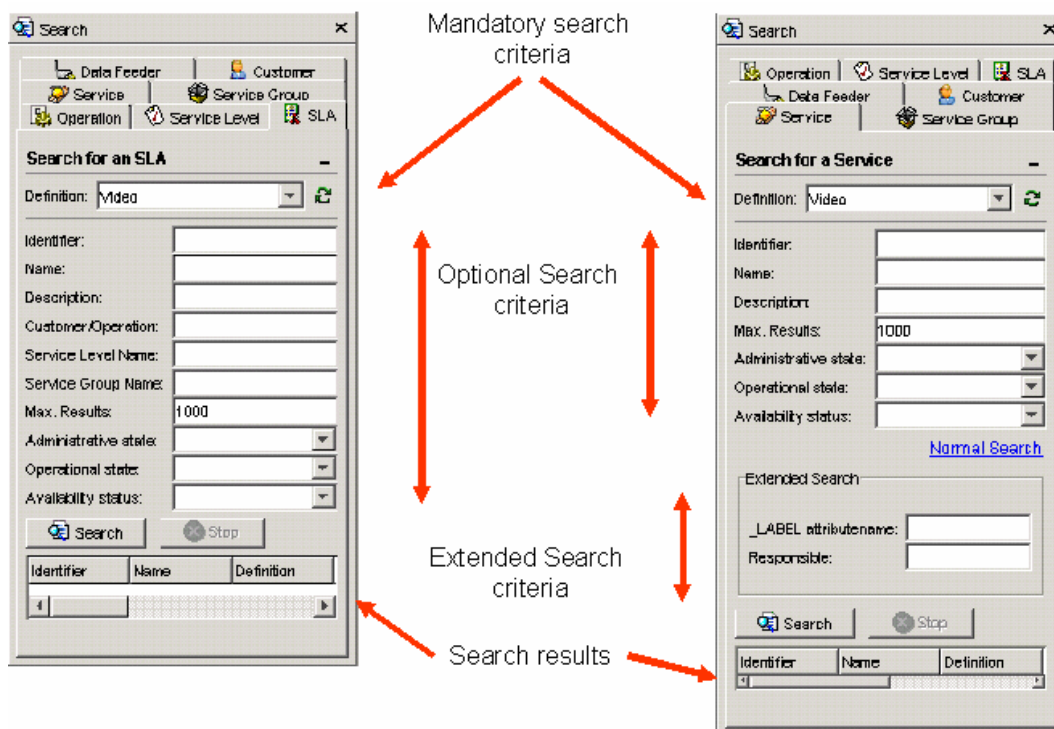 Search
Data Feeder
Customer
Service
Service Group
Operation
Service Level
SLA
Search for an SLA
Definition:
Video
Identifier:
Name:
Description:
Customer/Operation:
Service Level Name:
Service Group Name:
Max. Results:
1000
Administrative state:
Operational state:
Availability status:
Search
Stop
Identifier
Name
Definition
Mandatory search
criteria
Optional Search
criteria
Extended Search
criteria
Search results
Search
Operation
Service Level
SLA
Data Feeder
Customer
Service
Service Group
Search for a Service
Definition:
Video
Identifier:
Name:
Description:
Max. Results:
1000
Administrative state:
Operational state:
Availability status:
Normal Search
Extended Search
_LABEL attributename:
Responsible:
Search
Stop
Identifier
Name
Definition